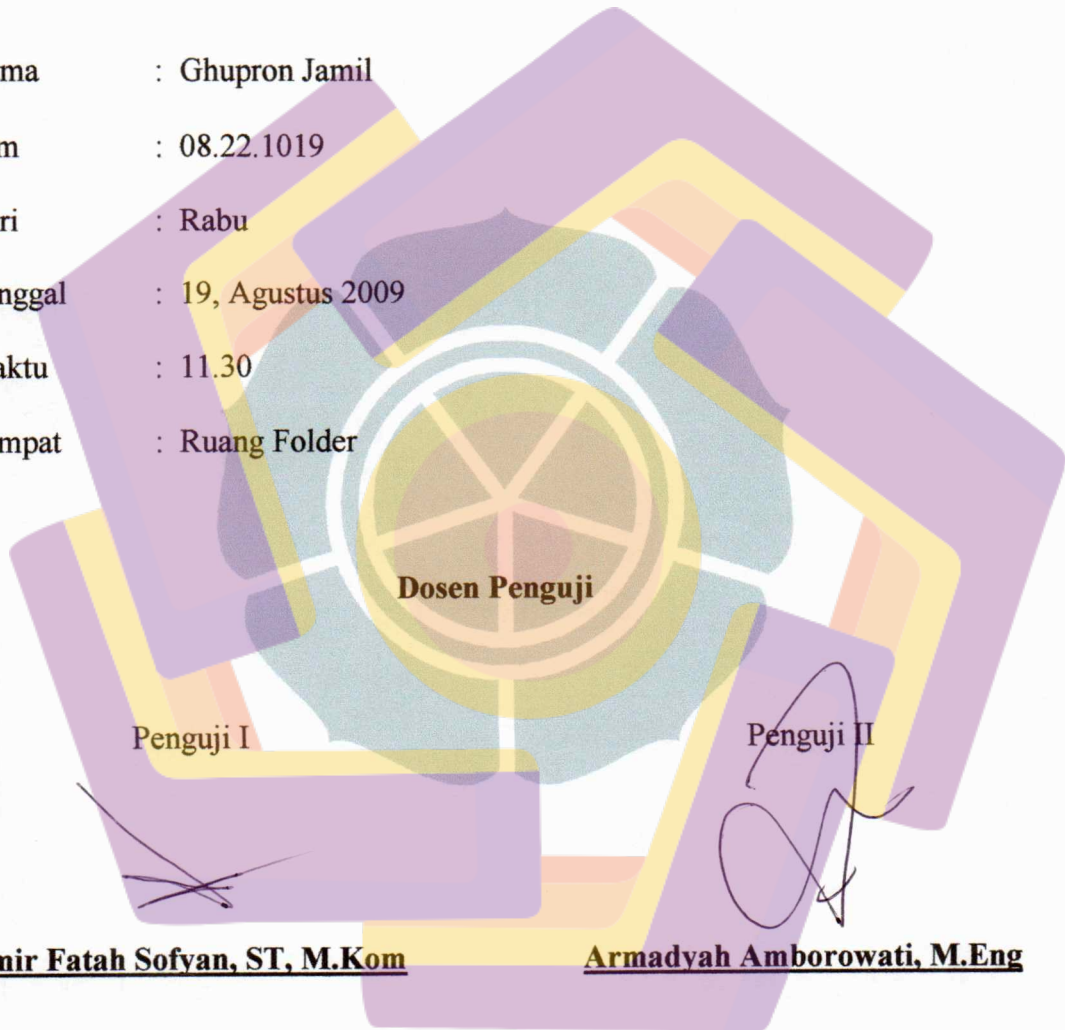 ma : Ghupron Jamil
m : 08.22.1019
ri : Rabu
nggal : 19, Agustus 2009
aktu : 11.30
mpat : Ruang Folder
Dosen Penguji
Penguji I Penguji II
mir Fatah Sofyan, ST, M.Kom Armadyah Amborowati, M.Eng